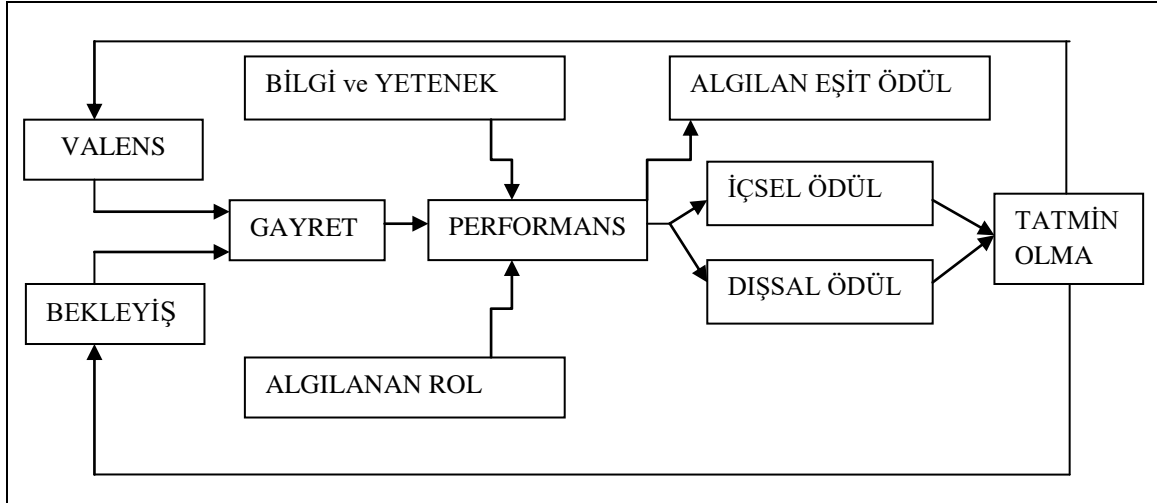 BİLGİ ve YETENEK
ALGILAN EŞİT ÖDÜL
VALENS
İÇSEL ÖDÜL
GAYRET
PERFORMANS
TATMİN
OLMA
DIŞSAL ÖDÜL
BEKLEYİŞ
ALGILANAN ROL